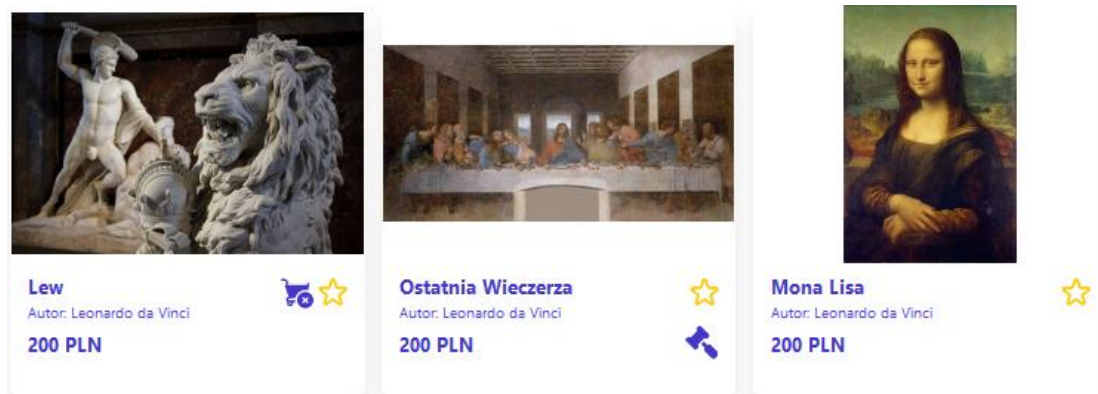 Lew
Autor: Leonardo da Vinci
200 PLN
Ostatnia Wieczerza
Autor: Leonardo da Vinci
200 PLN
Mona Lisa
Autor: Leonardo da Vinci
200 PLN